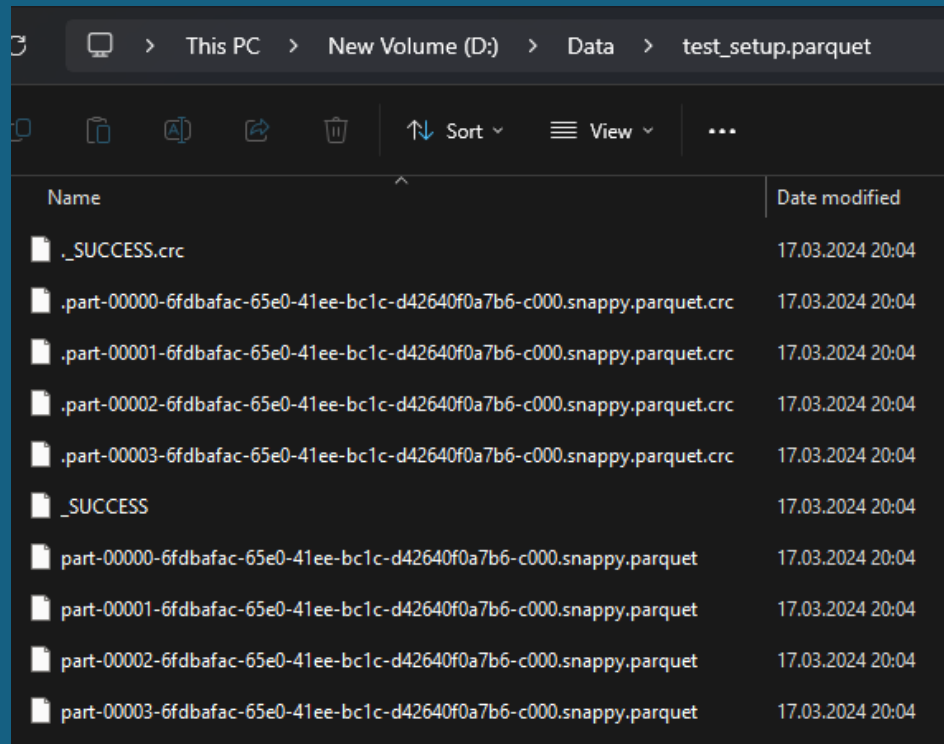 This PC > New Volume (D:) > Data > test_setup.parquet
Sort View
Name Date modified
._SUCCESS.crc 17.03.2024 20:04
.part-00000-6fdbafac-65e0-41ee-bc1c-d42640f0a7b6-c000.snappy.parquet.crc 17.03.2024 20:04
.part-00001-6fdbafac-65e0-41ee-bc1c-d42640f0a7b6-c000.snappy.parquet.crc 17.03.2024 20:04
.part-00002-6fdbafac-65e0-41ee-bc1c-d42640f0a7b6-c000.snappy.parquet.crc 17.03.2024 20:04
.part-00003-6fdbafac-65e0-41ee-bc1c-d42640f0a7b6-c000.snappy.parquet.crc 17.03.2024 20:04
_SUCCESS 17.03.2024 20:04
part-00000-6fdbafac-65e0-41ee-bc1c-d42640f0a7b6-c000.snappy.parquet 17.03.2024 20:04
part-00001-6fdbafac-65e0-41ee-bc1c-d42640f0a7b6-c000.snappy.parquet 17.03.2024 20:04
part-00002-6fdbafac-65e0-41ee-bc1c-d42640f0a7b6-c000.snappy.parquet 17.03.2024 20:04
part-00003-6fdbafac-65e0-41ee-bc1c-d42640f0a7b6-c000.snappy.parquet 17.03.2024 20:04